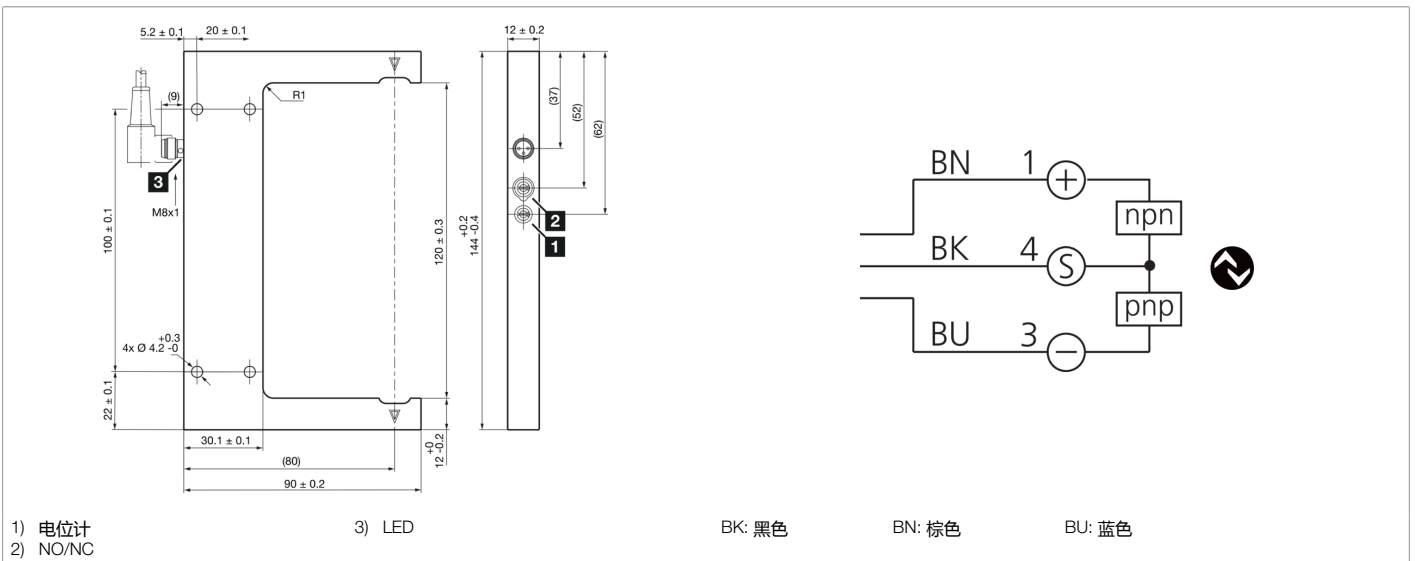 5.2 ± 0.1
20 ± 0.1
12 ± 0.2
(9)
R1
(37)
(52)
(62)
3
M8x1
2
1
100 ± 0.1
120 ± 0.3
+0.2
144 -0.4
+0.3
4x Ø 4.2 -0
22 ± 0.1
30.1 ± 0.1
+0
12 -0.2
(80)
90 ± 0.2
BN 1 +
npn
BK 4 S
pnp
BU 3 −
1) 电位计
2) NO/NC
3) LED
BK: 黑色
BN: 棕色
BU: 蓝色